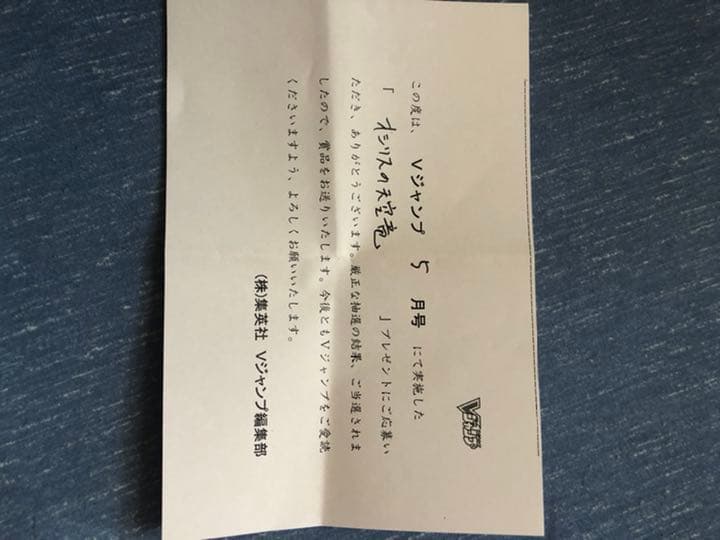 Vジャンプ
この度は、Vジャンプ 5 月号 にて実施した
「 オシリスの天空竜 」プレゼントにご応募い
ただき、ありがとうございます。厳正な抽選の結果、ご当選されま
したので、賞品をお送りいたします。今後ともVジャンプをご愛読
くださいますよう、よろしくお願いいたします。
(株)集英社 Vジャンプ編集部